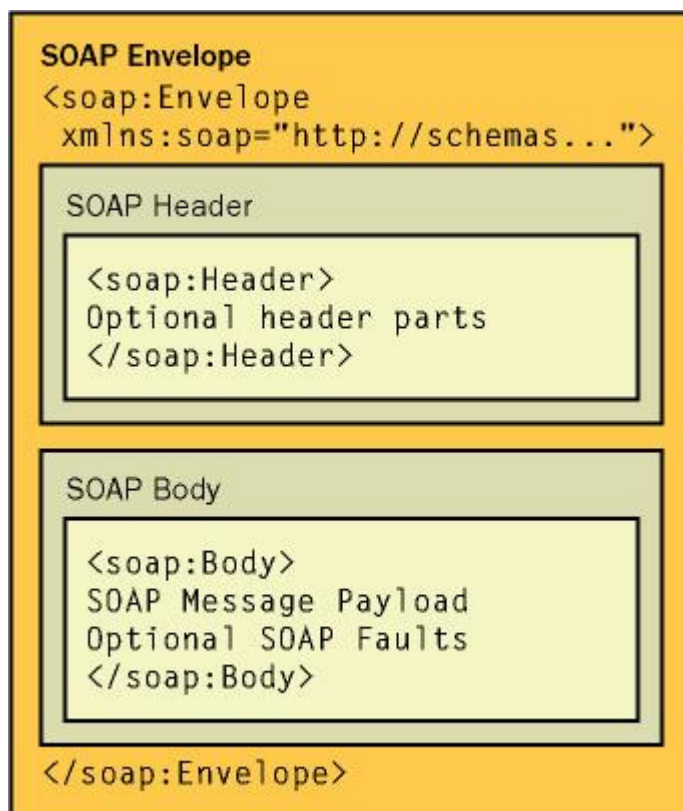 SOAP Envelope
<soap:Envelope
xmlns:soap="http://schemas...">
SOAP Header
<soap:Header>
Optional header parts
</soap:Header>
SOAP Body
<soap:Body>
SOAP Message Payload
Optional SOAP Faults
</soap:Body>
</soap:Envelope>